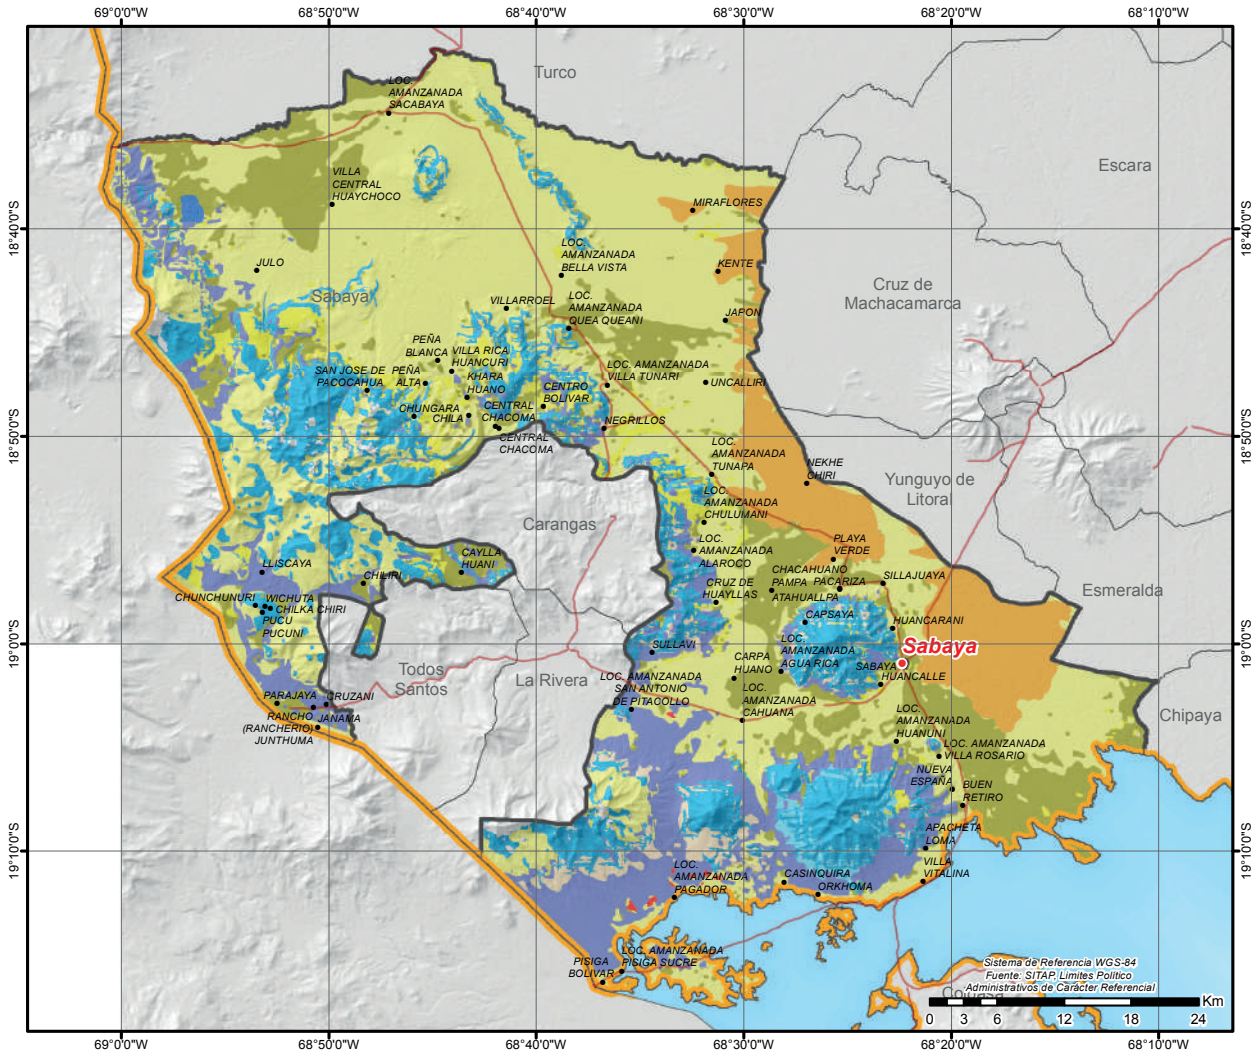 69°0'0"W
68°50'0"W
68°40'0"W
68°30'0"W
68°20'0"W
68°10'0"W
Turco
LOC.
AMANZANADA
SACABAYA
Escara
VILLA
CENTRAL
HUAYCHOCO
MIRAFLORES
18°40'0"S
18°40'0"S
LOC.
AMANZANADA
BELLA VISTA
JULO
KENTE
Cruz de
Machacamarca
Sabaya
VILLARROEL
LOC.
AMANZANADA
QUEA QUEANI
JAPON
PEÑA
BLANCA
VILLA RICA
HUANCURI
SAN JOSE DE
PACOCAHUA
PEÑA
ALTA
KHARA
HUANO
LOC. AMANZANADA
VILLA TUNARI
UNCALLIRI
CENTRO
BOLIVAR
CHUNGARA
CHILA
CENTRAL
CHACOMA
NEGRILLOS
CENTRAL
CHACOMA
18°50'0"S
18°50'0"S
LOC.
AMANZANADA
TUNAPA
NEKHE
CHIRI
Yunguyo de
Litoral
LOC.
AMANZANADA
CHULUMANI
Carangas
LOC.
AMANZANADA
ALAROCO
PLAYA
VERDE
CAYLLA
HUANI
LLISCAYA
CHILIRI
CHACAHUANO
PAMPA
ATAHUALLPA
PACARIZA
SILLAJUAYA
CRUZ DE
HUAYLLAS
Esmeralda
CHUNCHUNURI
WICHUTA
CHILKA CHIRI
PUCU
PUCUNI
CAPSAYA
HUANCARANI
19°0'0"S
19°0'0"S
SULLAVI
LOC.
AMANZANADA
AGUA RICA
Sabaya
CARPA
HUANO
SABAYA
HUANCALLE
Todos
Santos
La Rivera
LOC. AMANZANADA
SAN ANTONIO
DE PITACOLLO
LOC.
AMANZANADA
CAHUANA
PARAJAYA
CRUZANI
RANCHO
(RANCHERIO)
JUNTHUMA
JANAMA
LOC.
AMANZANADA
HUANUNI
Chipaya
LOC. AMANZANADA
VILLA ROSARIO
NUEVA
ESPAÑA
BUEN
RETIRO
APACHETA
LOMA
19°10'0"S
19°10'0"S
LOC.
AMANZANADA
PAGADOR
CASINQUIRA
ORKHOMA
VILLA
VITALINA
LOC. AMANZANADA
PISIGA SUCRE
PISIGA
BOLIVAR
Sistema de Referencia WGS-84
Fuente: SITAP, Limites Politico
Administrativos de Carácter Referencial
Coipasa
Km
0 3 6 12 18 24
69°0'0"W
68°50'0"W
68°40'0"W
68°30'0"W
68°20'0"W
68°10'0"W